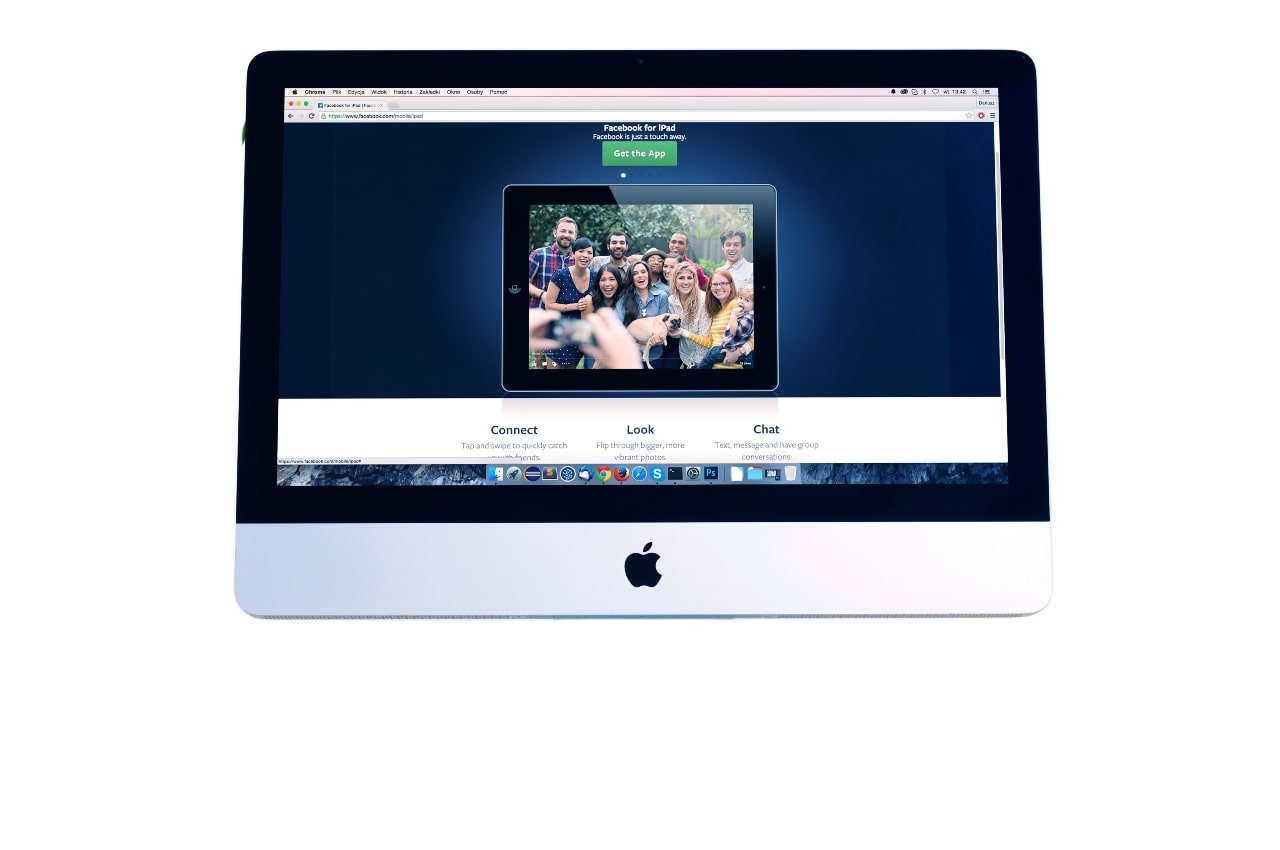 Chrome Plik Edycja Widok Historia Zakładki Okno Osoby Pomoc
wt. 13:42
Facebook for iPad | Faceb
Dariusz
https://www.facebook.com/mobile/ipad
Facebook for iPad
Facebook is just a touch away.
Get the App
Connect
Look
Chat
Tap and swipe to quickly catch
Flip through bigger, more
Text, message and have group
up with friends.
vibrant photos.
conversations.
https://www.facebook.com/mobile/ipad#
S
Ps